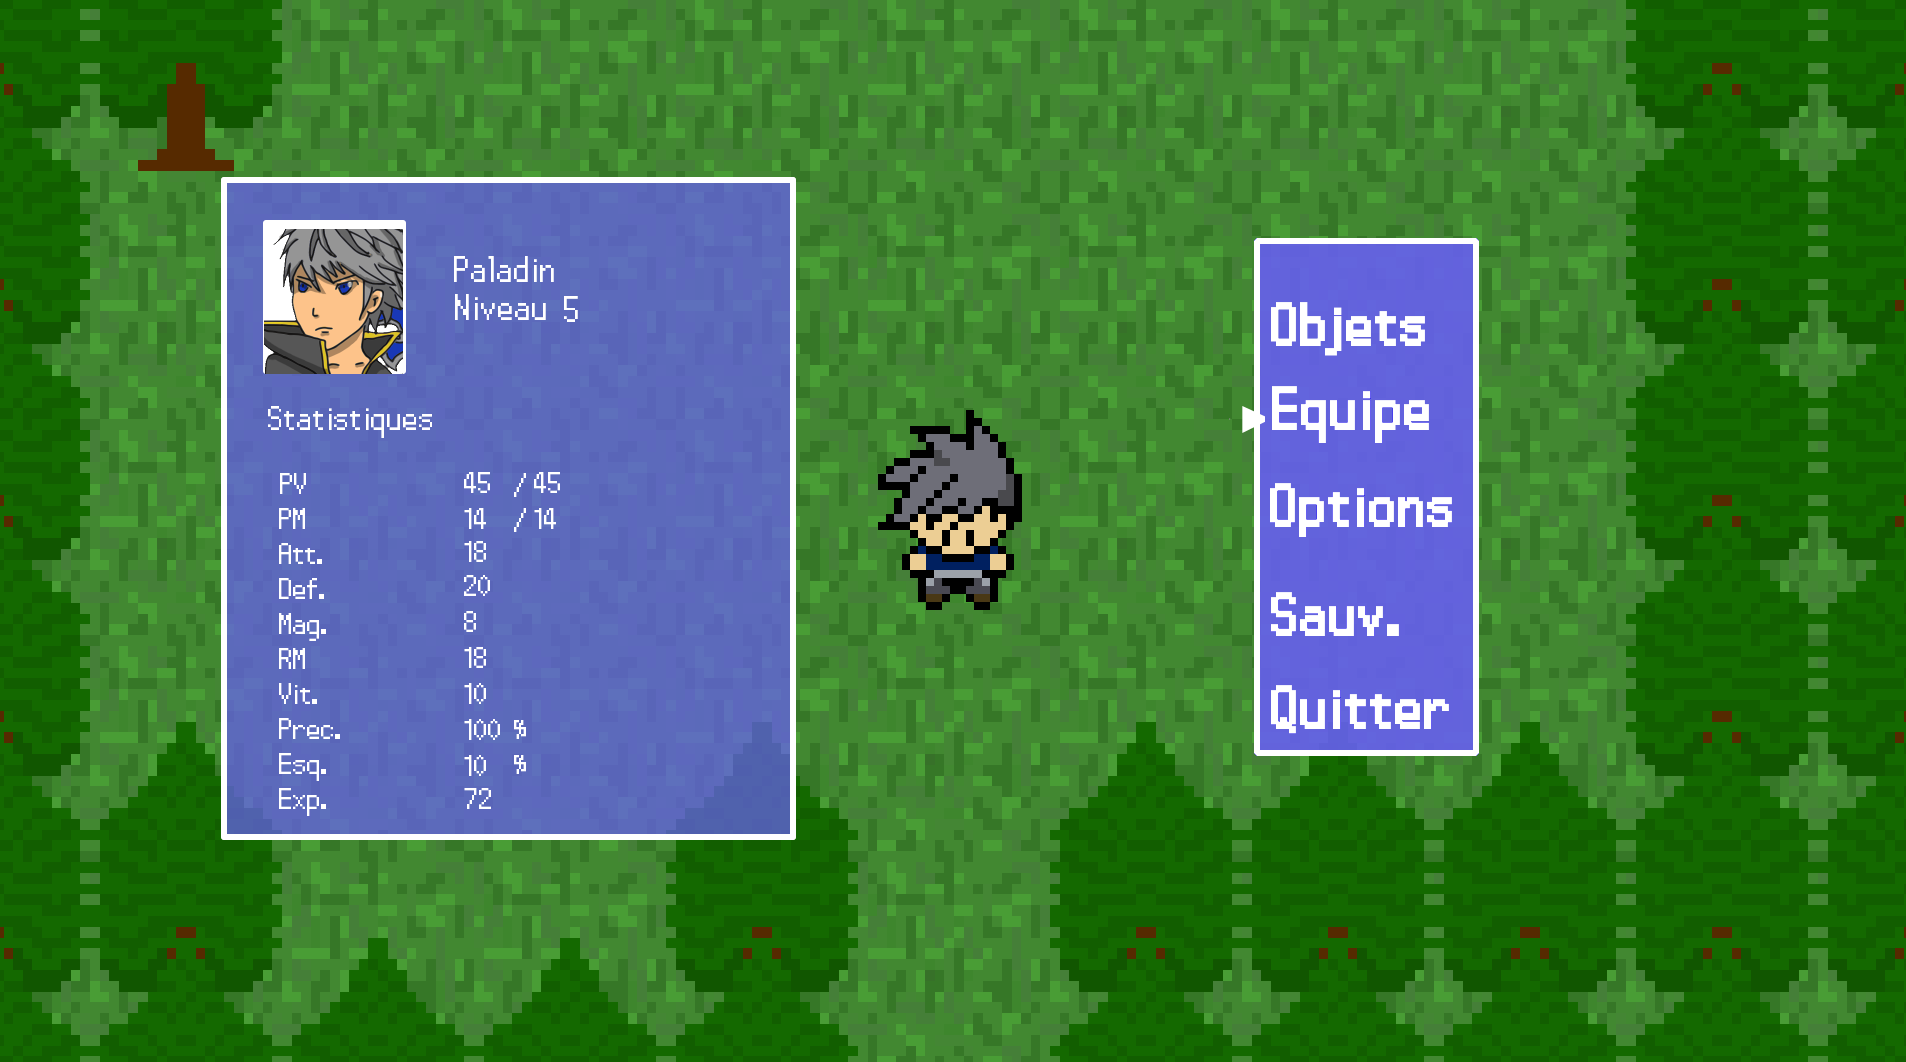 Paladin
Niveau 5
Statistiques
PV 45 / 45
PM 14 / 14
Att. 18
Def. 20
Mag. 8
RM 18
Vit. 10
Prec. 100 %
Esq. 10 %
Exp. 72
Objets
Equipe
Options
Sauv.
Quitter